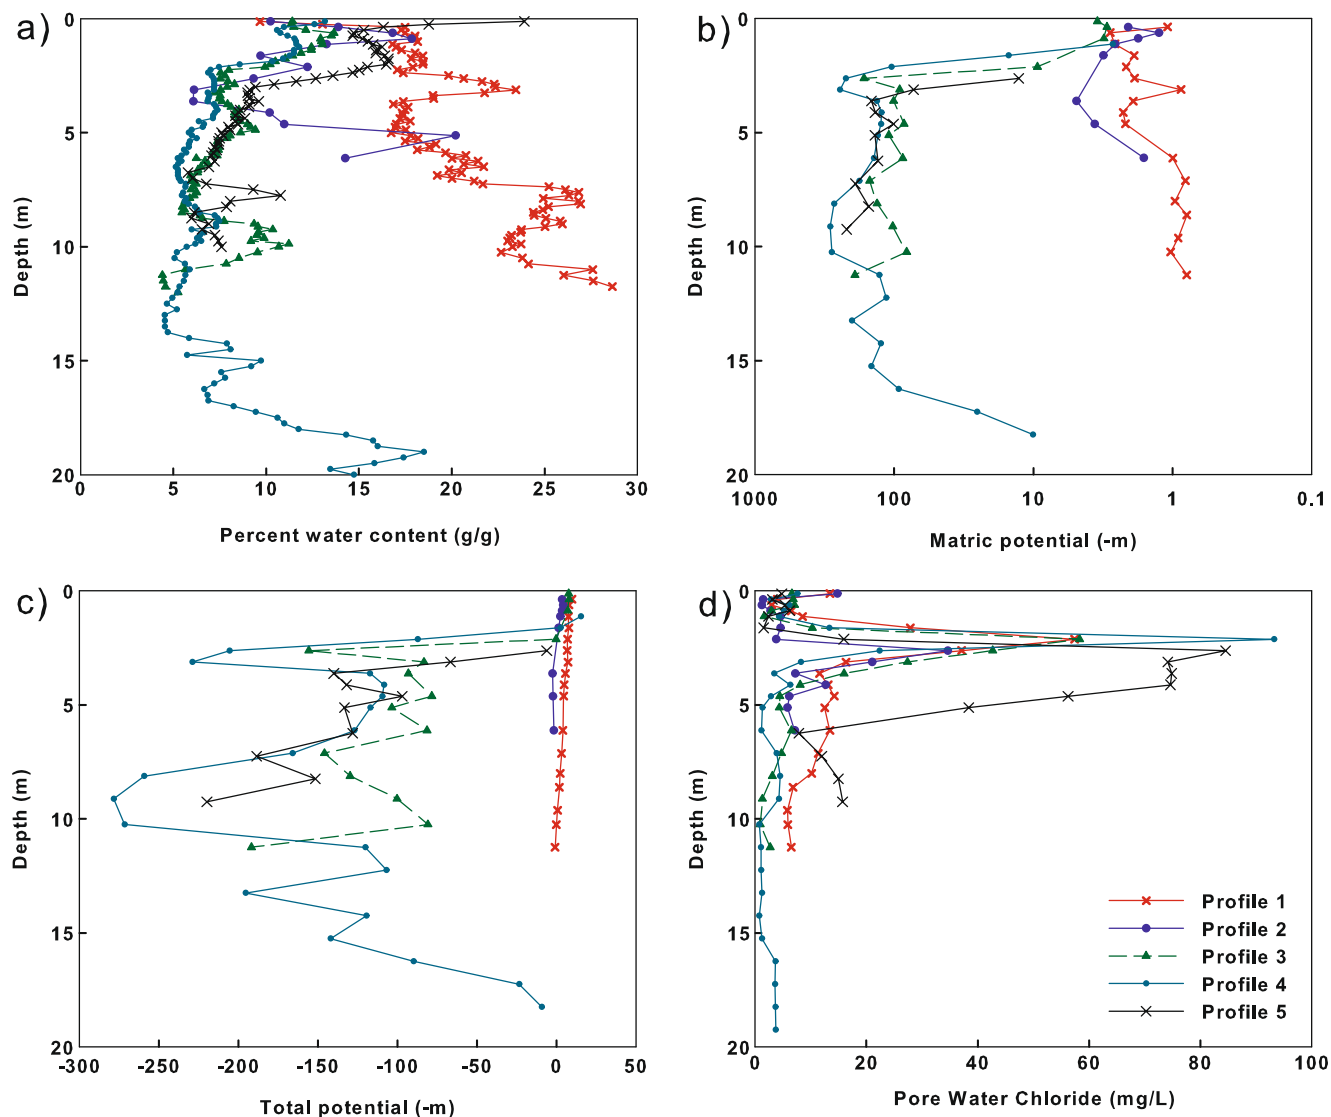 a)
0
5
10
15
20
Depth (m)
0
5
10
15
20
25
30
Percent water content (g/g)
b)
0
5
10
15
20
Depth (m)
1000
100
10
1
0.1
Matric potential (-m)
c)
0
5
10
15
20
Depth (m)
-300
-250
-200
-150
-100
-50
0
50
Total potential (-m)
d)
0
5
10
15
20
Depth (m)
0
20
40
60
80
100
Pore Water Chloride (mg/L)
Profile 1
Profile 2
Profile 3
Profile 4
Profile 5